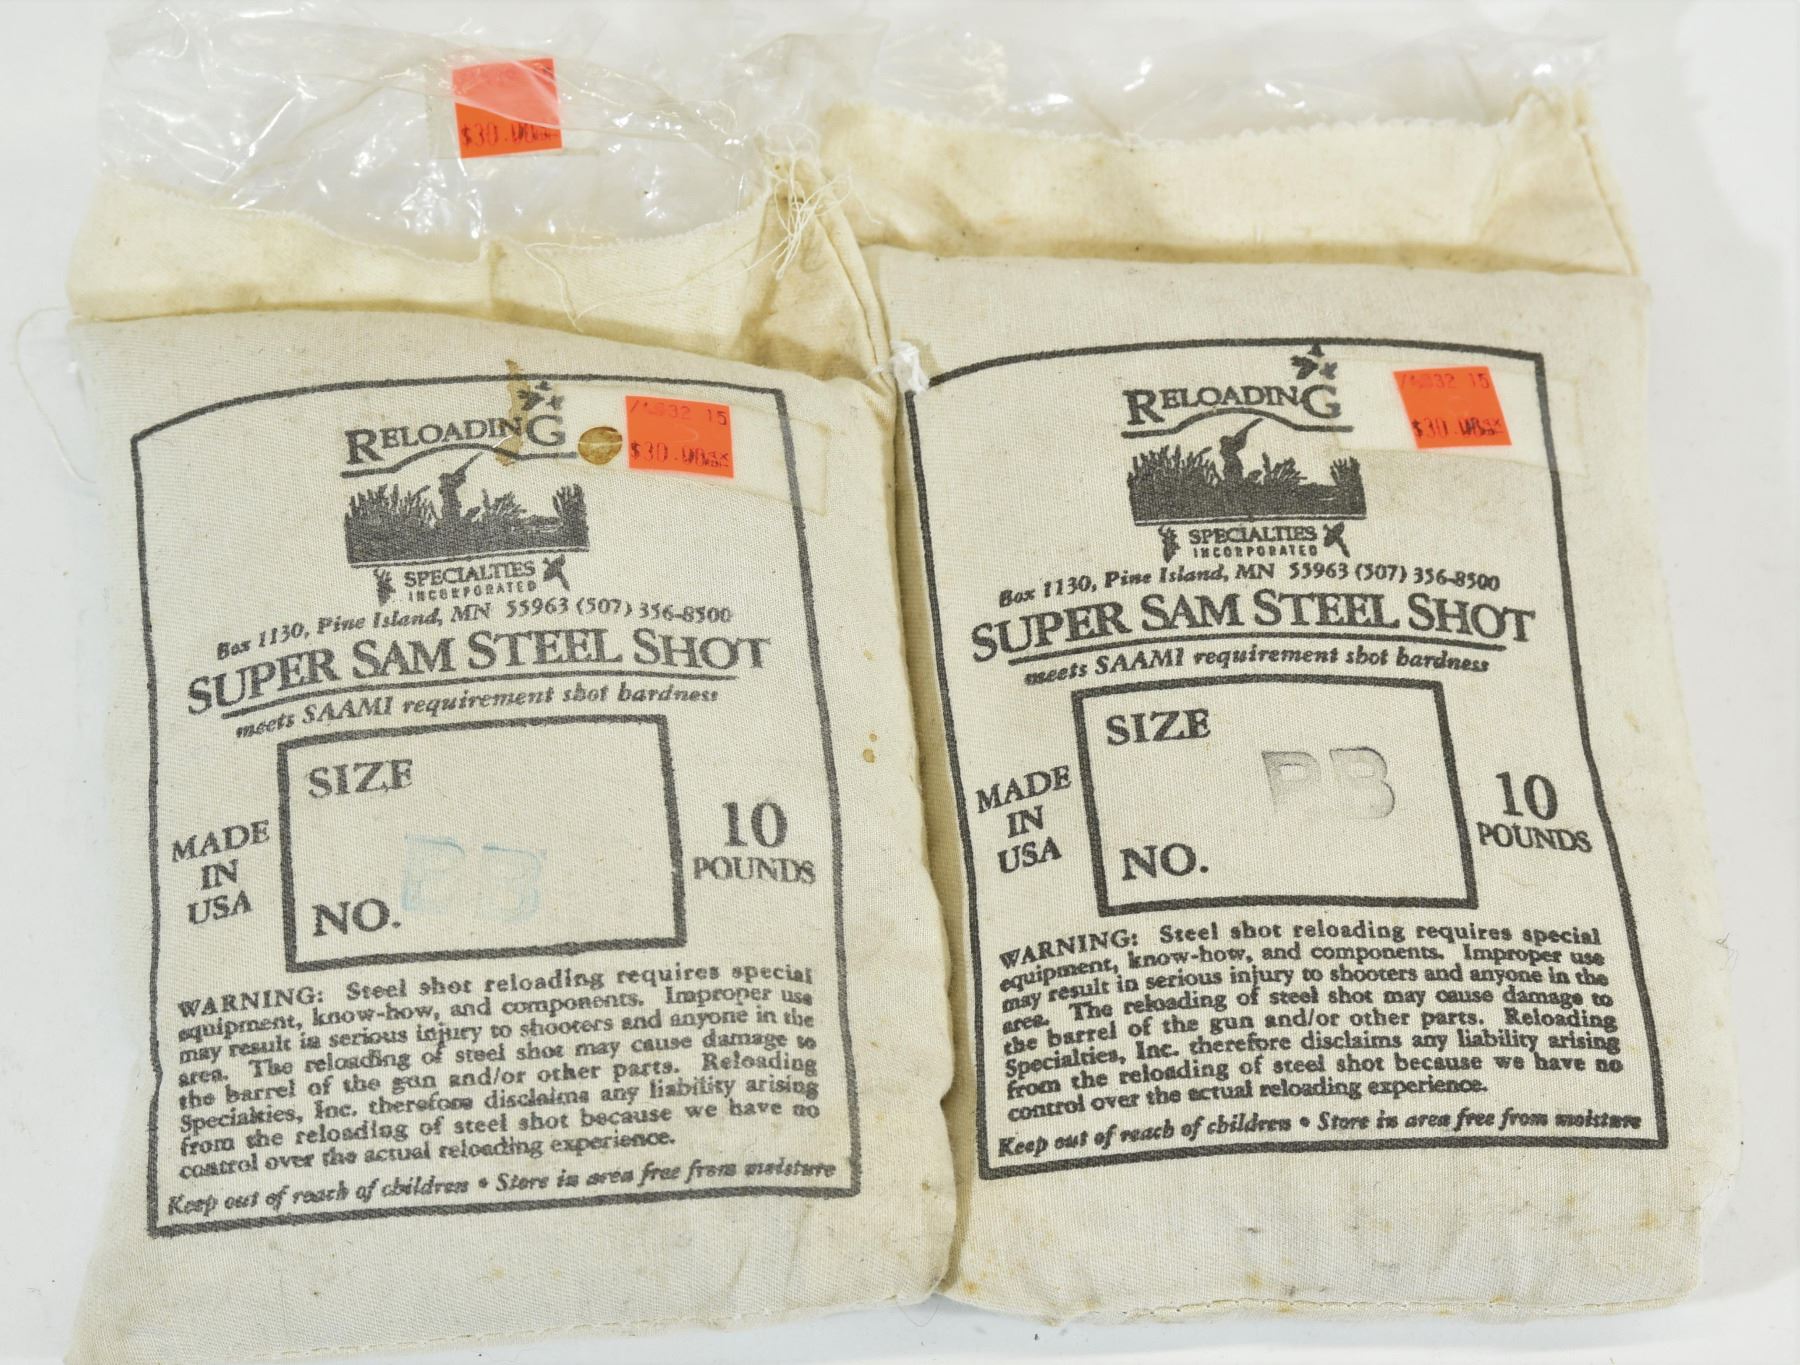 $30.00
/4932 15
$30.00
RELOADING
SPECIALTIES
INCORPORATED
Box 1130, Pine Island, MN 55963 (507) 356-8500
SUPER SAM STEEL SHOT
meets SAAMI requirement shot hardness
SIZE
NO.
MADE
IN
USA
10
POUNDS
WARNING: Steel shot reloading requires special
equipment, know-how, and components. Improper use
may result in serious injury to shooters and anyone in the
area. The reloading of steel shot may cause damage to
the barrel of the gun and/or other parts. Reloading
Specialties, Inc. therefore disclaims any liability arising
from the reloading of steel shot because we have no
control over the actual reloading experience.
Keep out of reach of children • Store in area free from moisture
/4932 15
$30.00
RELOADING
SPECIALTIES
INCORPORATED
Box 1130, Pine Island, MN 55963 (507) 356-8500
SUPER SAM STEEL SHOT
meets SAAMI requirement shot hardness
SIZE
BB
NO.
MADE
IN
USA
10
POUNDS
WARNING: Steel shot reloading requires special
equipment, know-how, and components. Improper use
may result in serious injury to shooters and anyone in the
area. The reloading of steel shot may cause damage to
the barrel of the gun and/or other parts. Reloading
Specialties, Inc. therefore disclaims any liability arising
from the reloading of steel shot because we have no
control over the actual reloading experience.
Keep out of reach of children • Store in area free from moisture